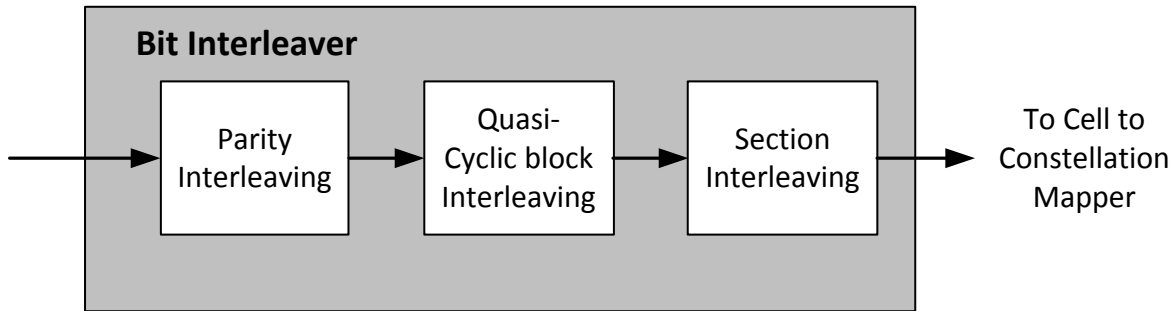 Bit Interleaver
Parity
Interleaving
Quasi-
Cyclic block
Interleaving
Section
Interleaving
To Cell to
Constellation
Mapper